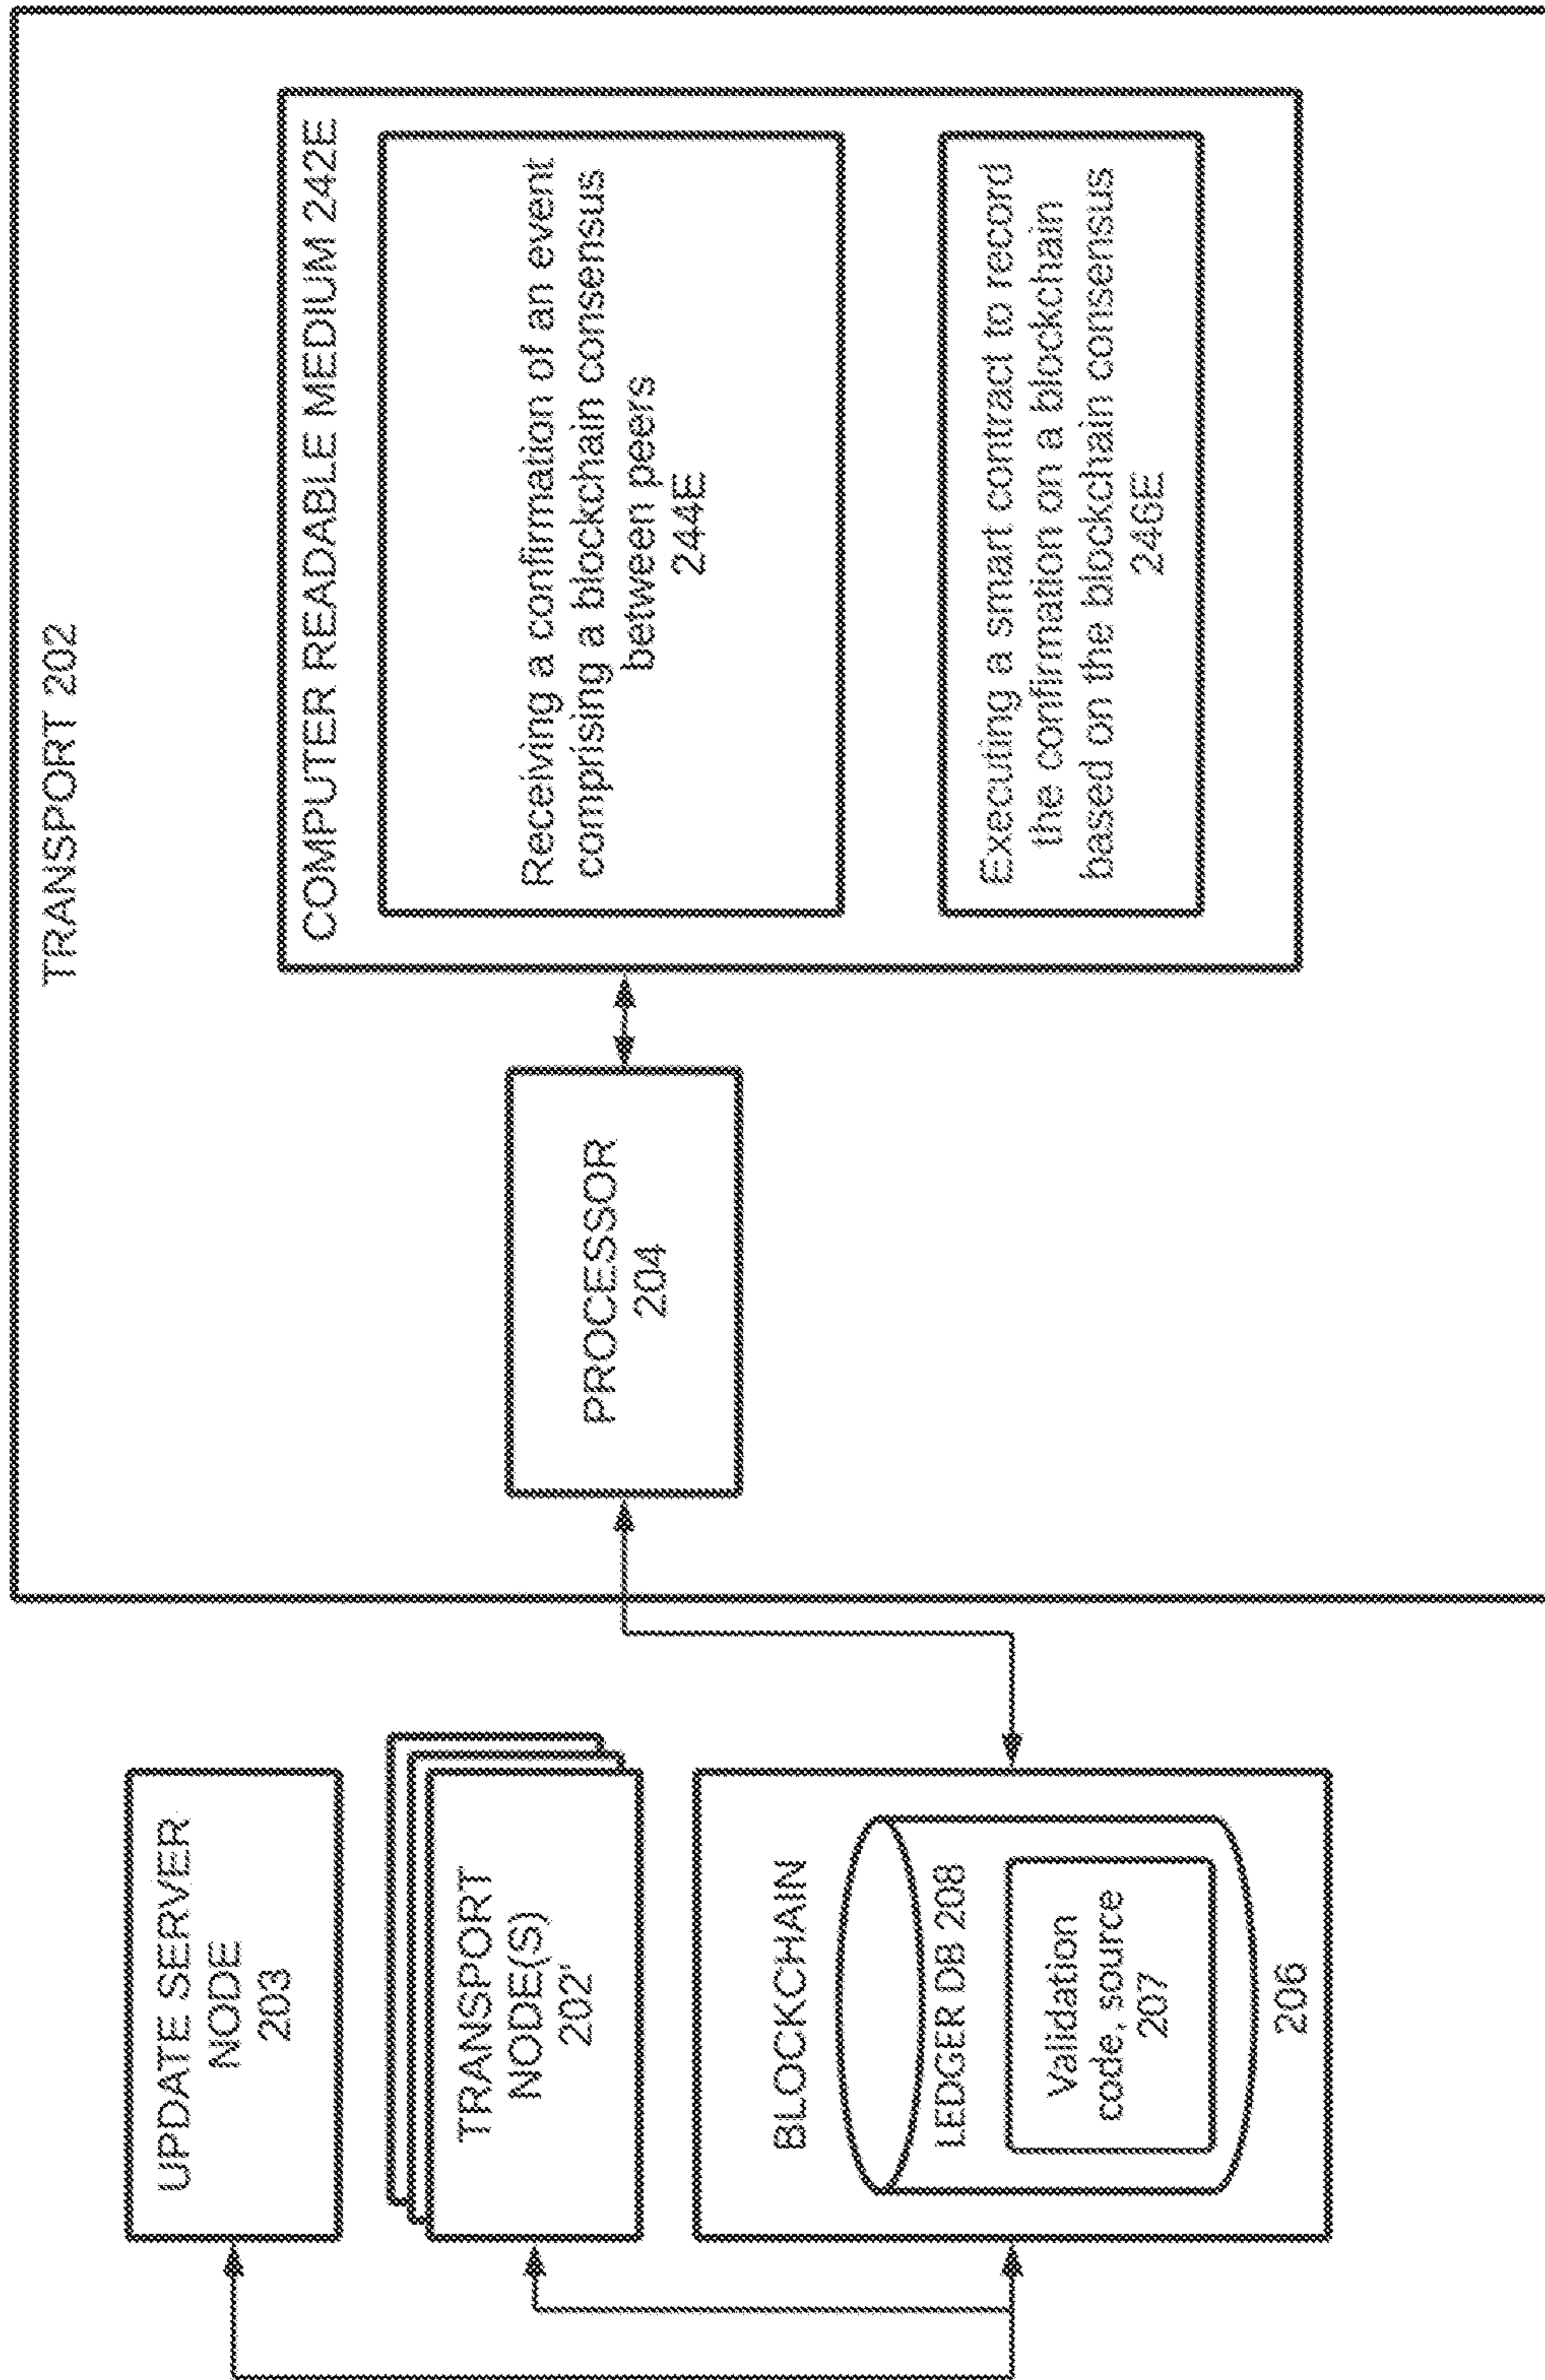 TRANSPORT 202
UPDATE SERVER
NODE
203
TRANSPORT
NODE(S)
202'
BLOCKCHAIN
LEDGER DB 208
Validation
code, source
207
206
PROCESSOR
204
COMPUTER READABLE MEDIUM 242E
Receiving a confirmation of an event
comprising a blockchain consensus
between peers
244E
Executing a smart contract to record
the confirmation on a blockchain
based on the blockchain consensus
246E